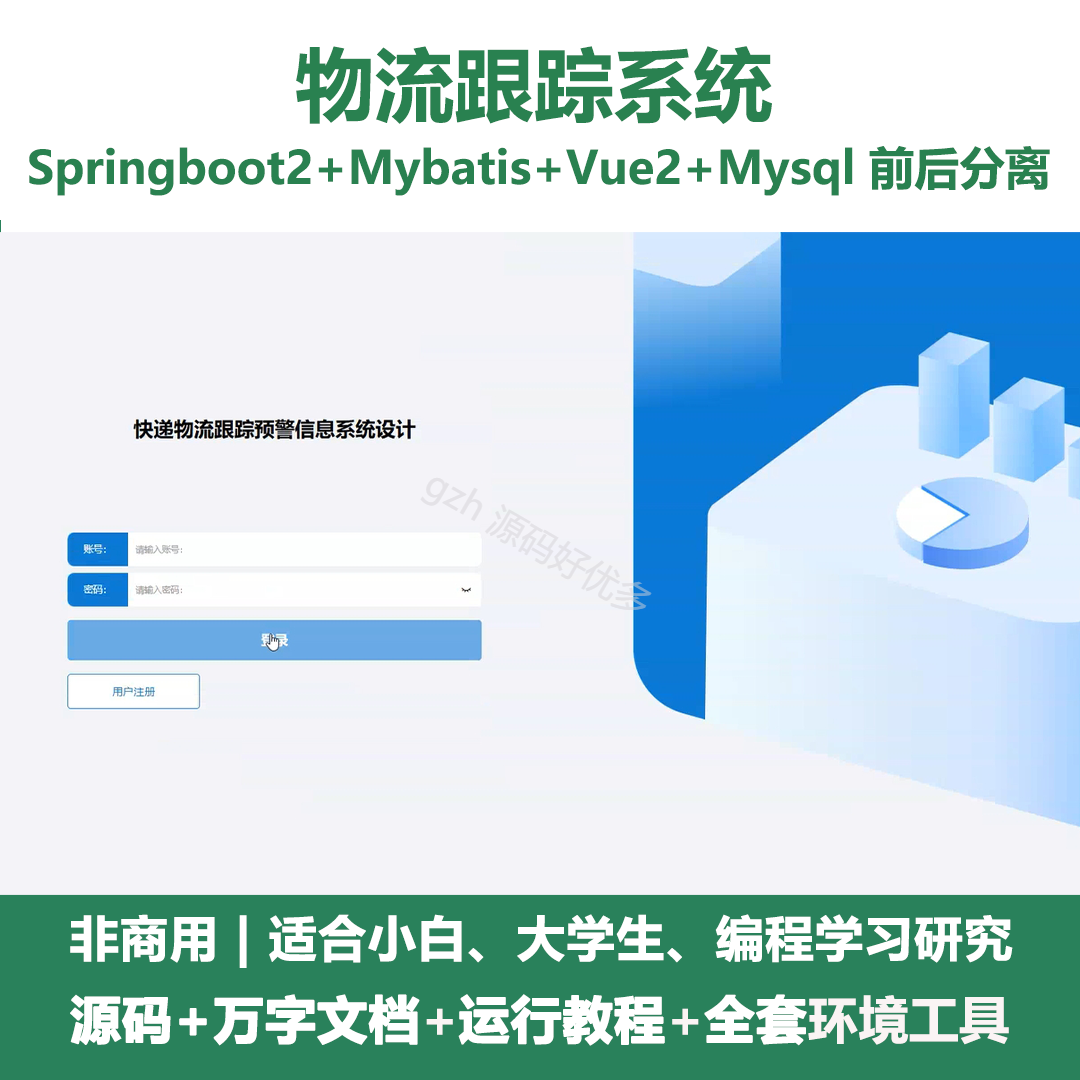 物流跟踪系统
Springboot2+Mybatis+Vue2+Mysql 前后分离
快递物流跟踪预警信息系统设计
gzh 源码好优多
账号：
请输入账号：
密码：
请输入密码：
登录
用户注册
非商用 | 适合小白、大学生、编程学习研究
源码+万字文档+运行教程+全套环境工具